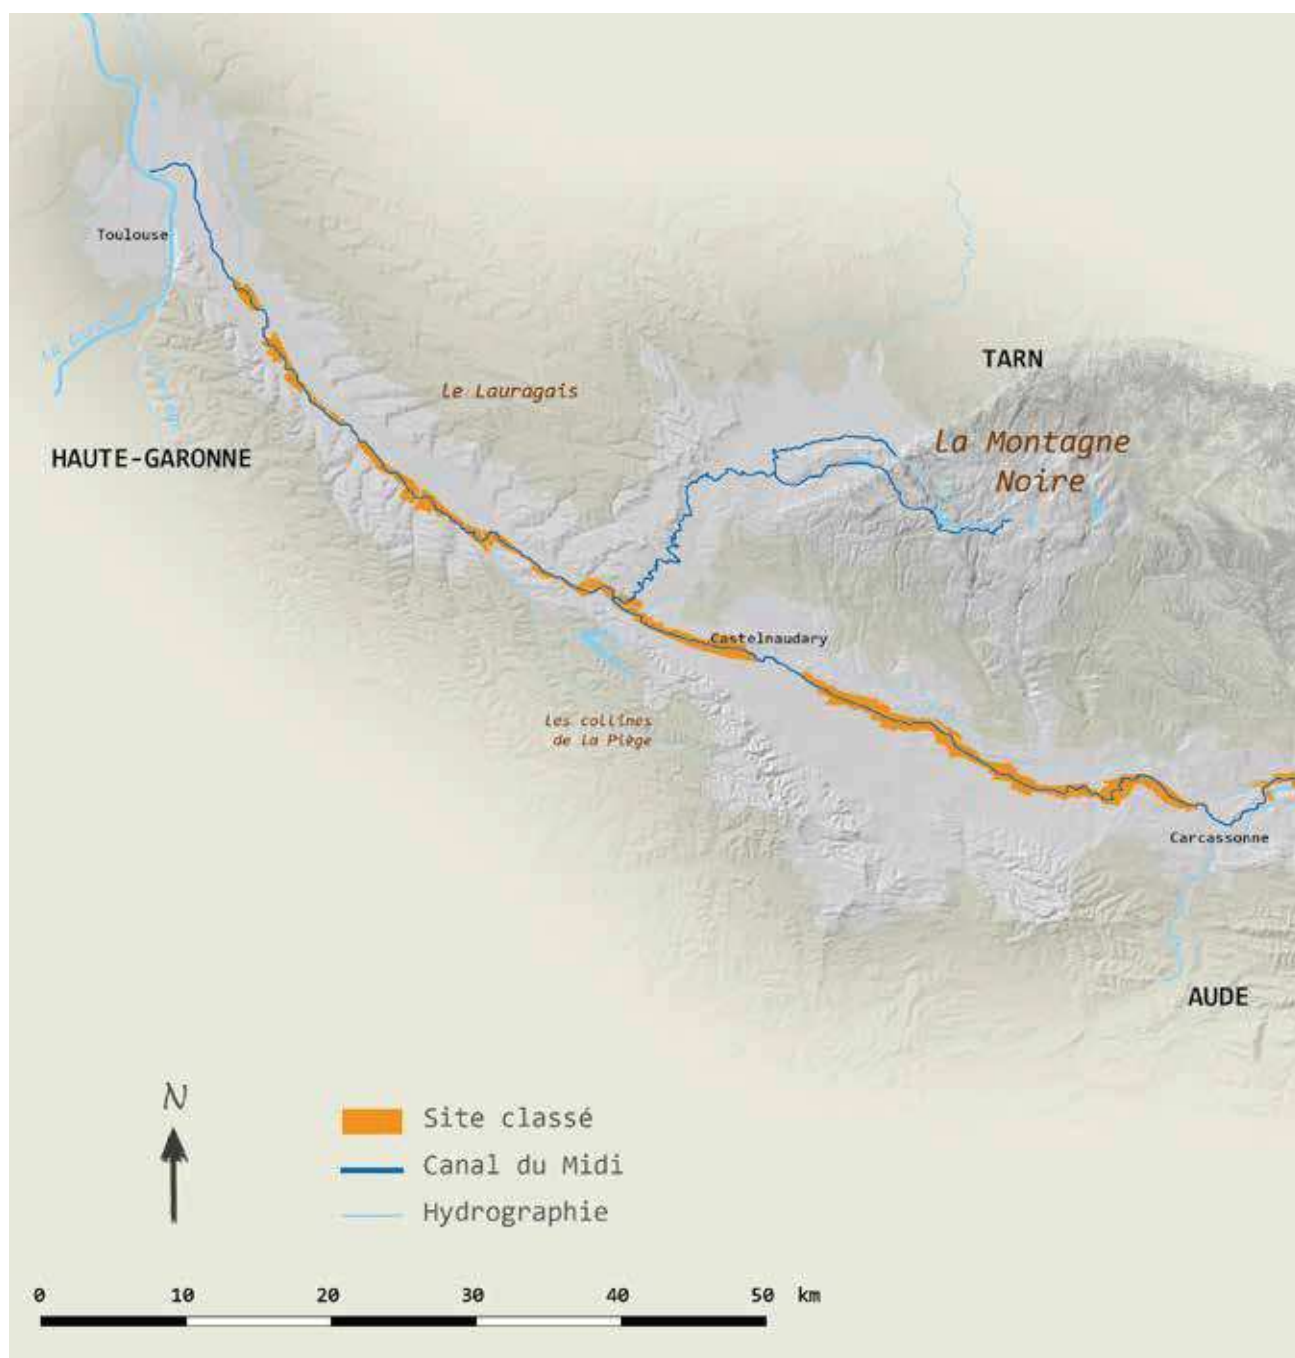 Toulouse
TARN
Le Lauragais
La Montagne
Noire
HAUTE-GARONNE
Castelnaudary
Les collines
de la Piège
Carcassonne
AUDE
N
Site classé
Canal du Midi
Hydrographie
0 10 20 30 40 50 km